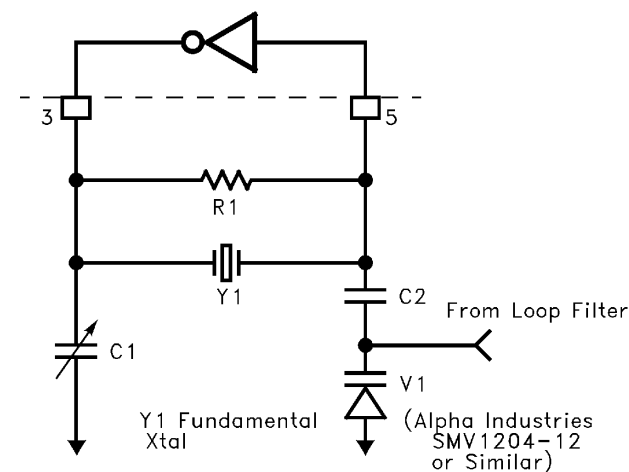 3
5
R1
Y1
C2
From Loop Filter
C1
V1
Y1 Fundamental
Xtal
(Alpha Industries
SMV1204-12
or Similar)